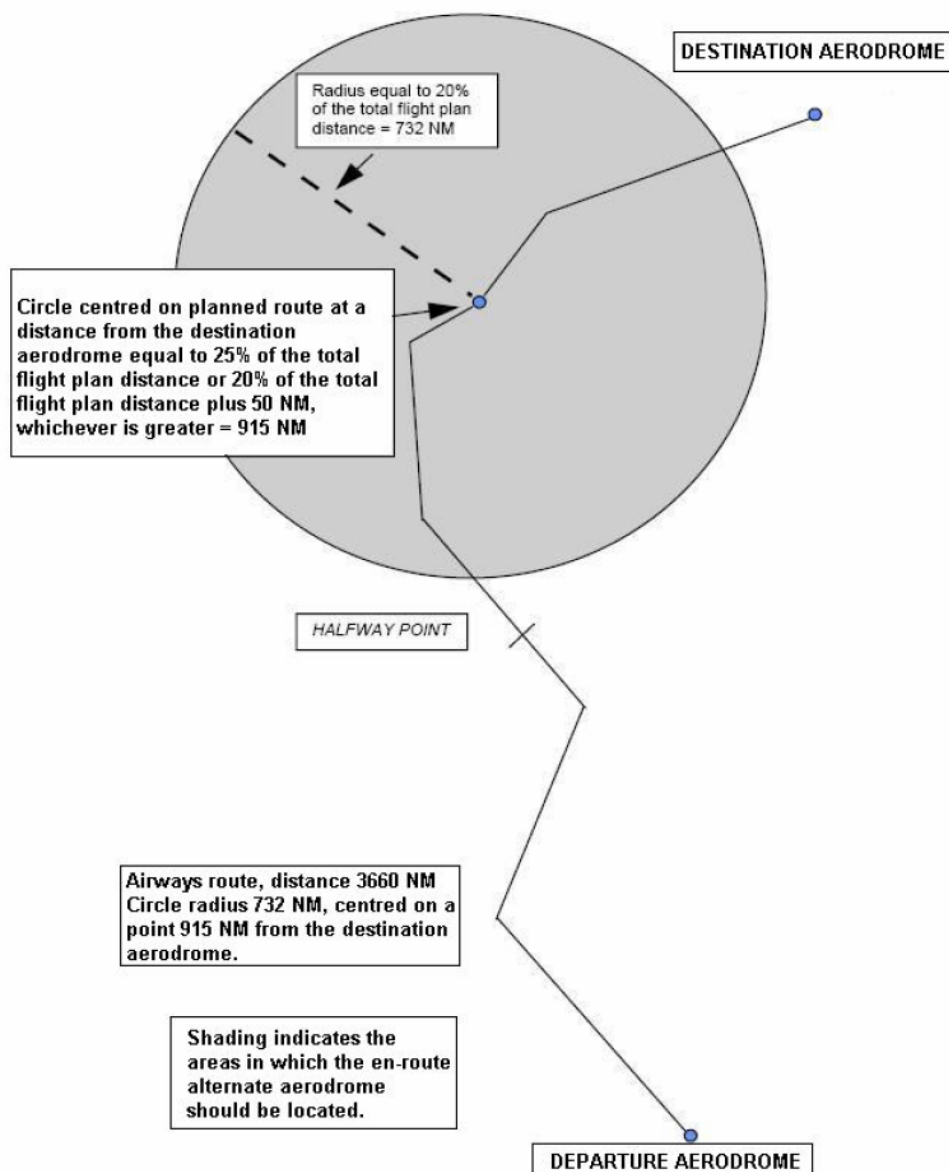 DESTINATION AERODROME
Radius equal to 20%
of the total flight plan
distance = 732 NM
Circle centred on planned route at a
distance from the destination
aerodrome equal to 25% of the total
flight plan distance or 20% of the total
flight plan distance plus 50 NM,
whichever is greater = 915 NM
HALFWAY POINT
Airways route, distance 3660 NM
Circle radius 732 NM, centred on a
point 915 NM from the destination
aerodrome.
Shading indicates the
areas in which the en-route
alternate aerodrome
should be located.
DEPARTURE AERODROME